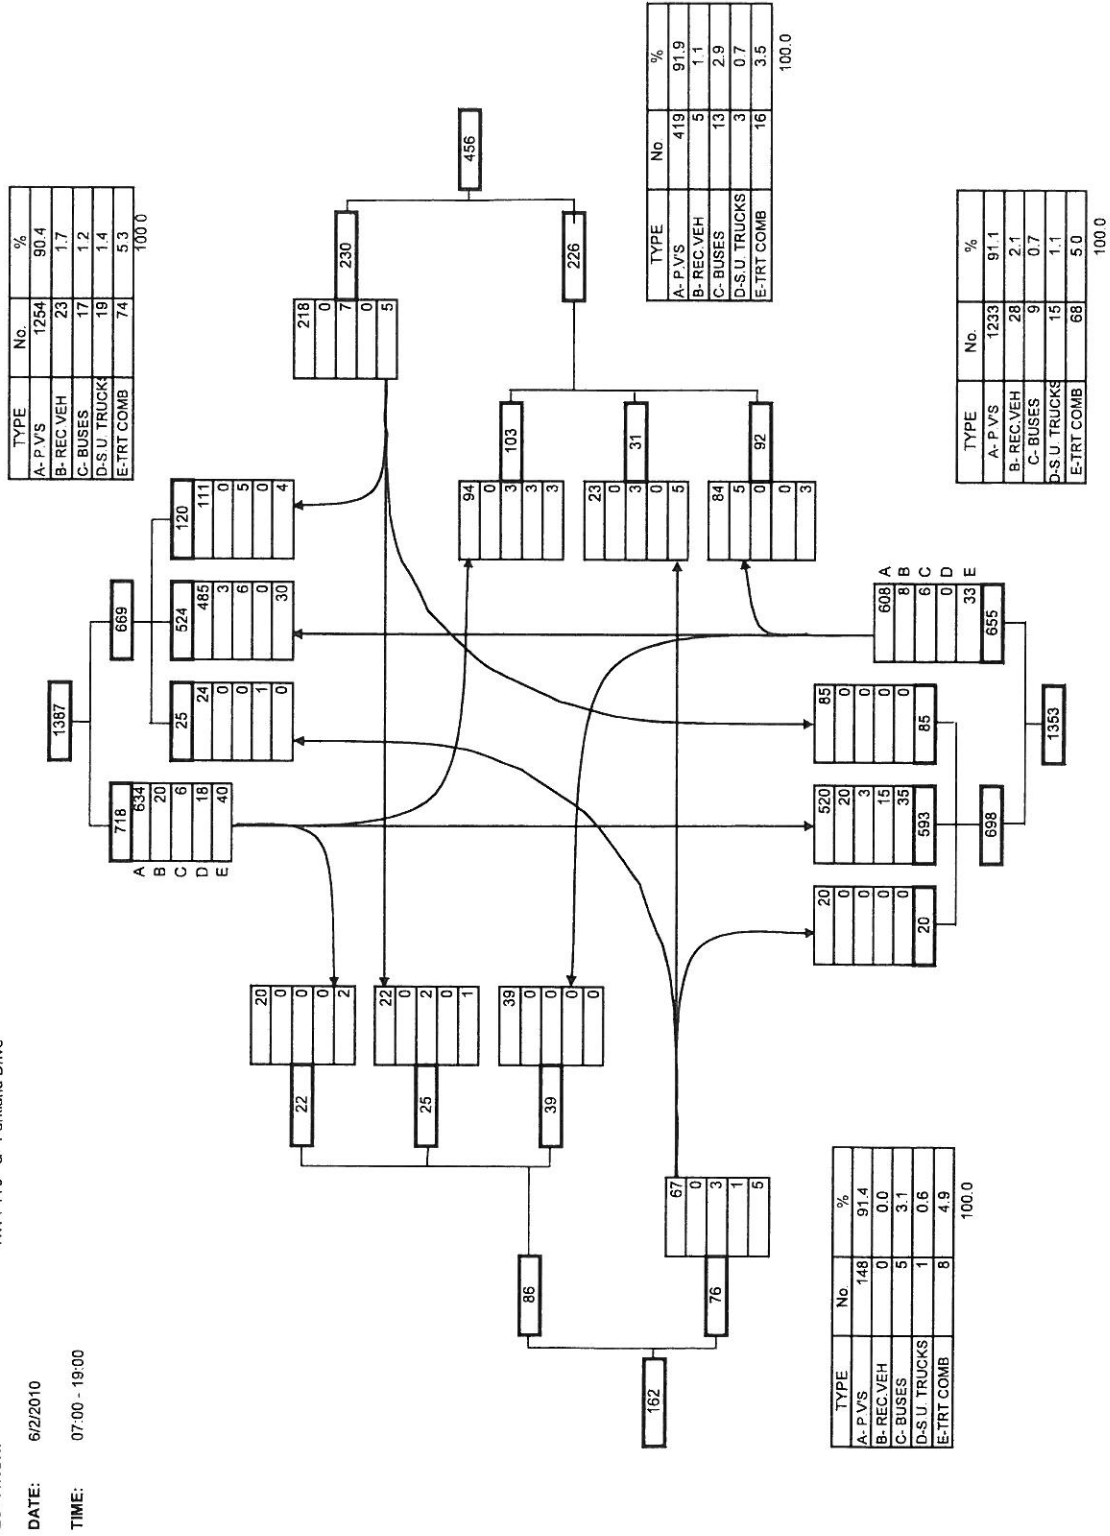 DATE: 6/2/2010
TIME: 07:00 - 19:00
TYPE No. %
A- P.V'S 1254 90.4
B- REC.VEH 23 1.7
C- BUSES 17 1.2
D-S.U. TRUCKS 19 1.4
E-TRT COMB 74 5.3
100.0
1387
718
669
A 634
B 20
C 6
D 18
E 40
25
24
0
0
1
0
524
485
3
6
0
30
120
111
0
5
0
4
218
0
7
0
5
230
456
226
20
0
0
0
2
22
22
0
2
0
1
25
39
0
0
0
0
39
86
162
76
67
0
3
1
5
94
0
3
3
3
103
23
0
3
0
5
31
84
5
0
0
3
92
TYPE No. %
A- P.V'S 419 91.9
B- REC.VEH 5 1.1
C- BUSES 13 2.9
D-S.U. TRUCKS 3 0.7
E-TRT COMB 16 3.5
100.0
20
0
0
0
0
20
520
20
3
15
35
593
85
0
0
0
0
85
608 A
8 B
6 C
0 D
33 E
655
698
1353
TYPE No. %
A- P.V'S 148 91.4
B- REC.VEH 0 0.0
C- BUSES 5 3.1
D-S.U. TRUCKS 1 0.6
E-TRT COMB 8 4.9
100.0
TYPE No. %
A- P.V'S 1233 91.1
B- REC.VEH 28 2.1
C- BUSES 9 0.7
D-S.U. TRUCKS 15 1.1
E-TRT COMB 68 5.0
100.0